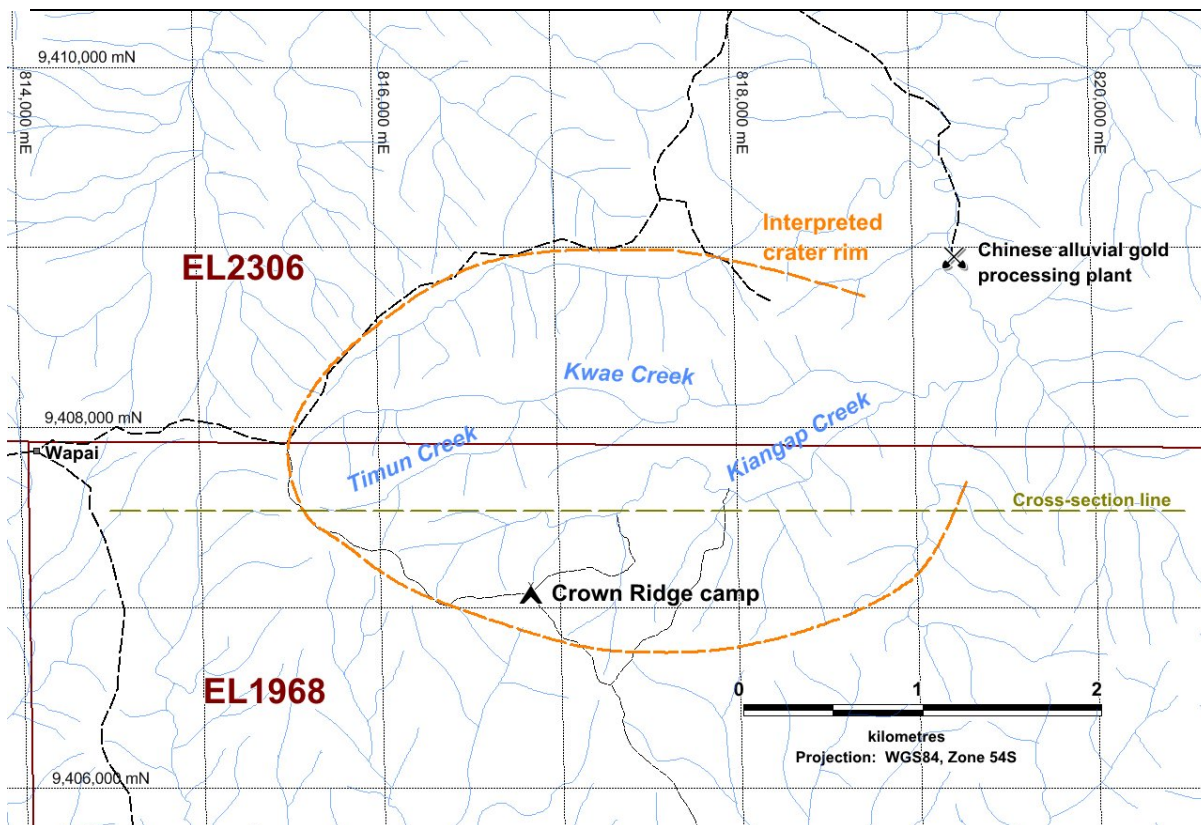 9,410,000 mN
814,000 mE
816,000 mE
818,000 mE
820,000 mE
Interpreted
crater rim
EL2306
Chinese alluvial gold
processing plant
Kwae Creek
9,408,000 mN
Wapai
Timun Creek
Kiangap Creek
Cross-section line
Crown Ridge camp
EL1968
0 1 2
kilometres
Projection: WGS84, Zone 54S
9,406,000 mN